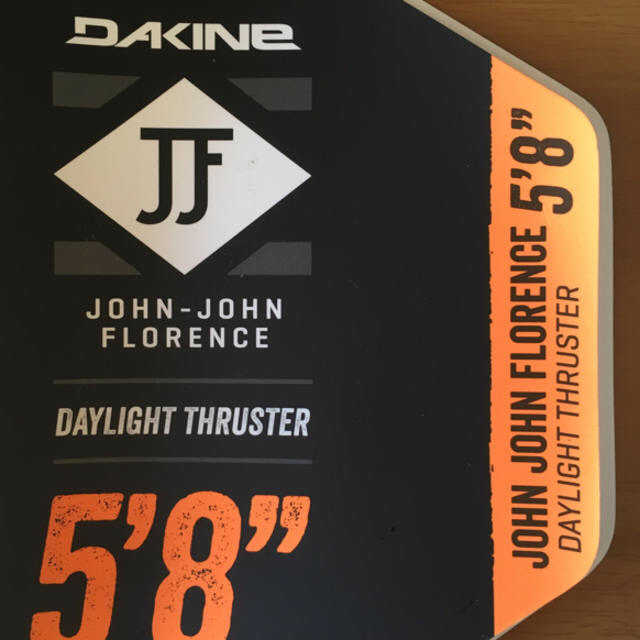 DAKINE
JJF
JOHN-JOHN
FLORENCE
DAYLIGHT THRUSTER
5'8"
JOHN JOHN FLORENCE 5'8"
DAYLIGHT THRUSTER